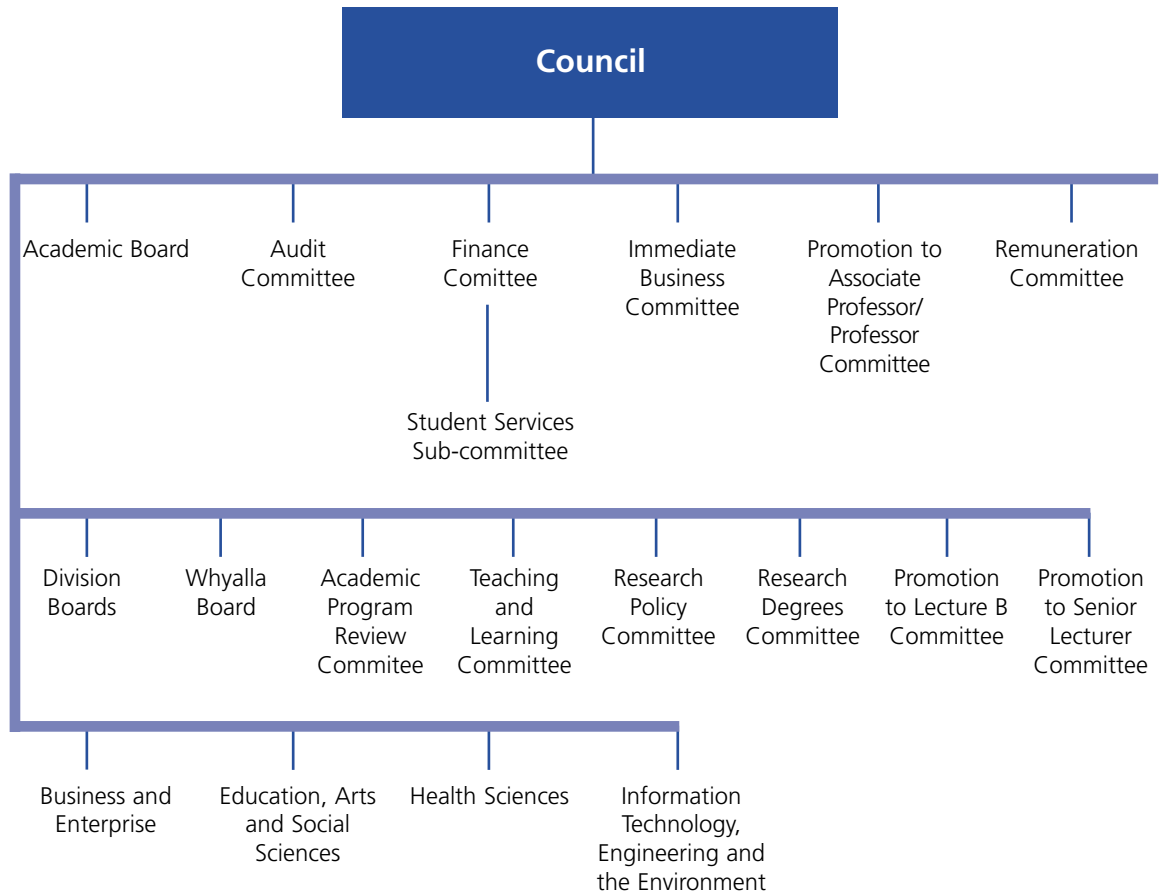 Council
Academic Board
Audit
Committee
Finance
Comittee
Immediate
Business
Committee
Promotion to
Associate
Professor/
Professor
Committee
Remuneration
Committee
Student Services
Sub-committee
Division
Boards
Whyalla
Board
Academic
Program
Review
Commitee
Teaching
and
Learning
Committee
Research
Policy
Committee
Research
Degrees
Committee
Promotion
to Lecture B
Committee
Promotion
to Senior
Lecturer
Committee
Business and
Enterprise
Education, Arts
and Social
Sciences
Health Sciences
Information
Technology,
Engineering and
the Environment